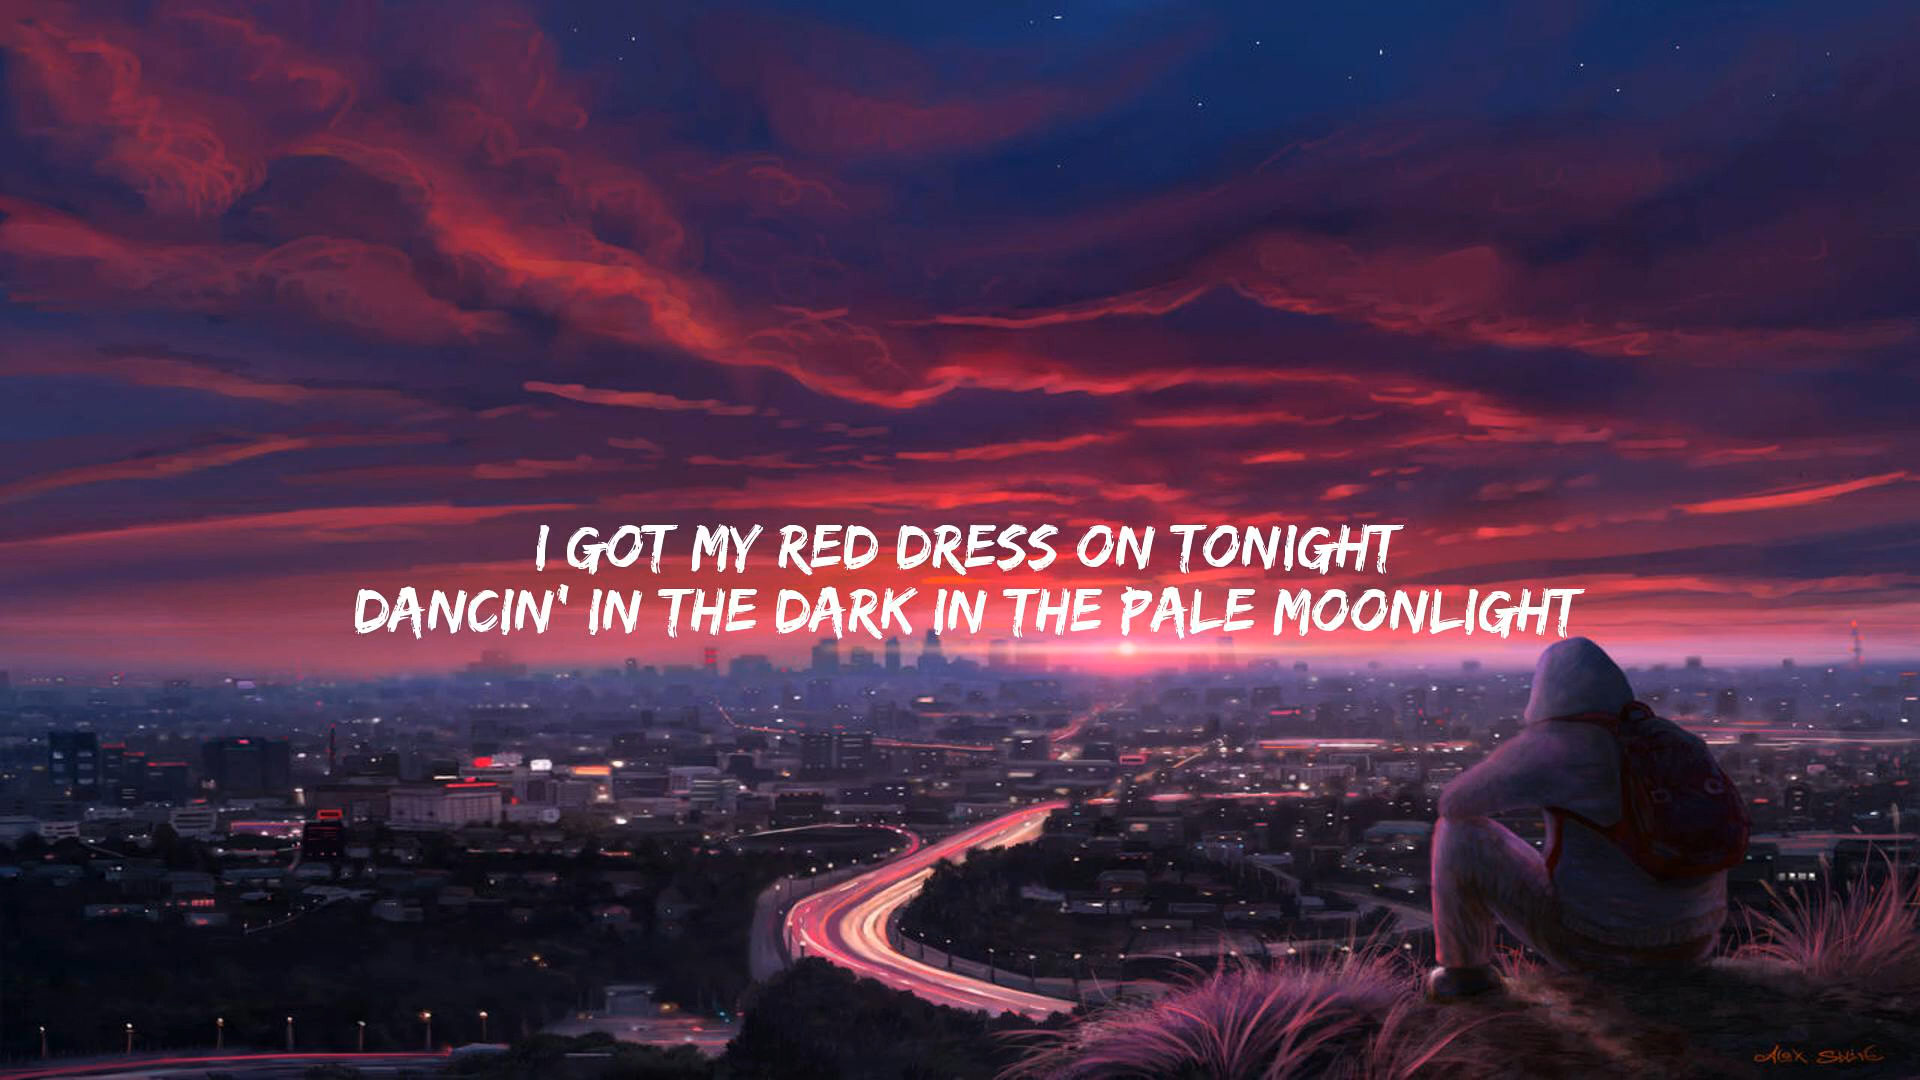 I GOT MY RED DRESS ON TONIGHT
DANCIN' IN THE DARK IN THE PALE MOONLIGHT